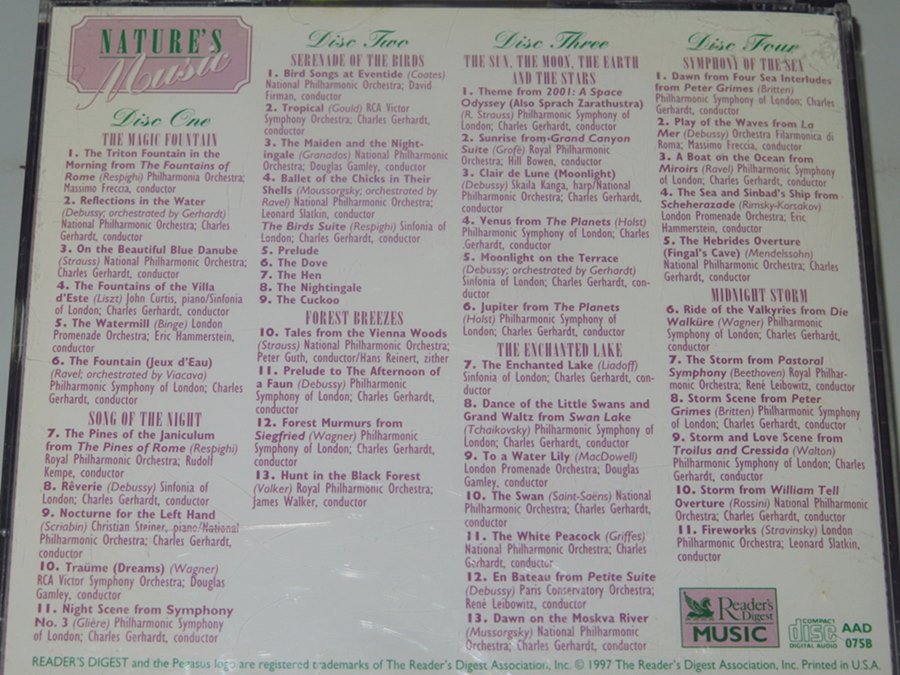 NATURE'S
Music
Disc One
THE MAGIC FOUNTAIN
1. The Triton Fountain in the
Morning from The Fountains of
Rome (Respighi) Philharmonia Orchestra;
Massimo Freccia, conductor
2. Reflections in the Water
(Debussy; orchestrated by Gerhardt)
National Philharmonic Orchestra; Charles
Gerhardt, conductor
3. On the Beautiful Blue Danube
(Strauss) National Philharmonic Orchestra;
Charles Gerhardt, conductor
4. The Fountains of the Villa
d'Este (Liszt) John Curtis, piano/Sinfonia
of London; Charles Gerhardt, conductor
5. The Watermill (Binge) London
Promenade Orchestra; Eric Hammerstein,
conductor
6. The Fountain (Jeux d'Eau)
(Ravel; orchestrated by Viacava)
Philharmonic Symphony of London; Charles
Gerhardt, conductor
SONG OF THE NIGHT
7. The Pines of the Janiculum
from The Pines of Rome (Respighi)
Royal Philharmonic Orchestra; Rudolf
Kempe, conductor
8. Rêverie (Debussy) Sinfonia of
London; Charles Gerhardt, conductor
9. Nocturne for the Left Hand
(Scriabin) Christian Steiner, piano/National
Philharmonic Orchestra; Charles Gerhardt,
conductor
10. Traüme (Dreams) (Wagner)
RCA Victor Symphony Orchestra; Douglas
Gamley, conductor
11. Night Scene from Symphony
No. 3 (Glière) Philharmonic Symphony
of London; Charles Gerhardt, conductor
Disc Two
SERENADE OF THE BIRDS
1. Bird Songs at Eventide (Coates)
National Philharmonic Orchestra; David
Firman, conductor
2. Tropical (Gould) RCA Victor
Symphony Orchestra; Charles Gerhardt,
conductor
3. The Maiden and the Night-
ingale (Granados) National Philharmonic
Orchestra; Douglas Gamley, conductor
4. Ballet of the Chicks in Their
Shells (Moussorgsky; orchestrated by
Ravel) National Philharmonic Orchestra;
Leonard Slatkin, conductor
The Birds Suite (Respighi) Sinfonia of
London; Charles Gerhardt, conductor
5. Prelude
6. The Dove
7. The Hen
8. The Nightingale
9. The Cuckoo
FOREST BREEZES
10. Tales from the Vienna Woods
(Strauss) National Philharmonic Orchestra;
Peter Guth, conductor/Hans Reinert, zither
11. Prelude to The Afternoon of
a Faun (Debussy) Philharmonic
Symphony of London; Charles Gerhardt,
conductor
12. Forest Murmurs from
Siegfried (Wagner) Philharmonic
Symphony of London; Charles Gerhardt,
conductor
13. Hunt in the Black Forest
(Volker) Royal Philharmonic Orchestra;
James Walker, conductor
Disc Three
THE SUN, THE MOON, THE EARTH
AND THE STARS
1. Theme from 2001: A Space
Odyssey (Also Sprach Zarathustra)
(R. Strauss) Philharmonic Symphony of
London; Charles Gerhardt, conductor
2. Sunrise from Grand Canyon
Suite (Grofé) Royal Philharmonic
Orchestra; Hill Bowen, conductor
3. Clair de Lune (Moonlight)
(Debussy) Skaila Kanga, harp/National
Philharmonic Orchestra; Charles
Gerhardt, conductor
4. Venus from The Planets (Holst)
Philharmonic Symphony of London; Charles
Gerhardt, conductor
5. Moonlight on the Terrace
(Debussy; orchestrated by Gerhardt)
Sinfonia of London; Charles Gerhardt,
conductor
6. Jupiter from The Planets
(Holst) Philharmonic Symphony of
London; Charles Gerhardt, conductor
THE ENCHANTED LAKE
7. The Enchanted Lake (Liadoff)
Sinfonia of London; Charles Gerhardt, con-
ductor
8. Dance of the Little Swans and
Grand Waltz from Swan Lake
(Tchaikovsky) Philharmonic Symphony of
London; Charles Gerhardt, conductor
9. To a Water Lily (MacDowell)
London Promenade Orchestra; Douglas
Gamley, conductor
10. The Swan (Saint-Saëns) National
Philharmonic Orchestra; Charles Gerhardt,
conductor
11. The White Peacock (Griffes)
National Philharmonic Orchestra; Charles
Gerhardt, conductor
12. En Bateau from Petite Suite
(Debussy) Paris Conservatory Orchestra;
René Leibowitz, conductor
13. Dawn on the Moskva River
(Mussorgsky) National Philharmonic
Orchestra; Charles Gerhardt, conductor
Disc Four
SYMPHONY OF THE SEA
1. Dawn from Four Sea Interludes
from Peter Grimes (Britten)
Philharmonic Symphony of London; Charles
Gerhardt, conductor
2. Play of the Waves from La
Mer (Debussy) Orchestra Filarmonica di
Roma; Massimo Freccia, conductor
3. A Boat on the Ocean from
Miroirs (Ravel) Philharmonic Symphony
of London; Charles Gerhardt, conductor
4. The Sea and Sinbad's Ship from
Scheherazade (Rimsky-Korsakov)
London Promenade Orchestra; Eric
Hammerstein, conductor
5. The Hebrides Overture
(Fingal's Cave) (Mendelssohn)
National Philharmonic Orchestra; Charles
Gerhardt, conductor
MIDNIGHT STORM
6. Ride of the Valkyries from Die
Walküre (Wagner) Philharmonic
Symphony of London; Charles Gerhardt,
conductor
7. The Storm from Pastoral
Symphony (Beethoven) Royal Philhar-
monic Orchestra; René Leibowitz, conductor
8. Storm Scene from Peter
Grimes (Britten) Philharmonic Symphony
of London; Charles Gerhardt, conductor
9. Storm and Love Scene from
Troilus and Cressida (Walton)
Philharmonic Symphony of London;
Charles Gerhardt, conductor
10. Storm from William Tell
Overture (Rossini) National Philharmonic
Orchestra; Charles Gerhardt, conductor
11. Fireworks (Stravinsky) London
Philharmonic Orchestra; Leonard Slatkin,
conductor
Reader's
Digest
MUSIC
COMPACT
disc
DIGITAL AUDIO
AAD
075B
READER'S DIGEST and the Pegasus logo are registered trademarks of The Reader's Digest Association, Inc. © 1997 The Reader's Digest Association, Inc. Printed in U.S.A.